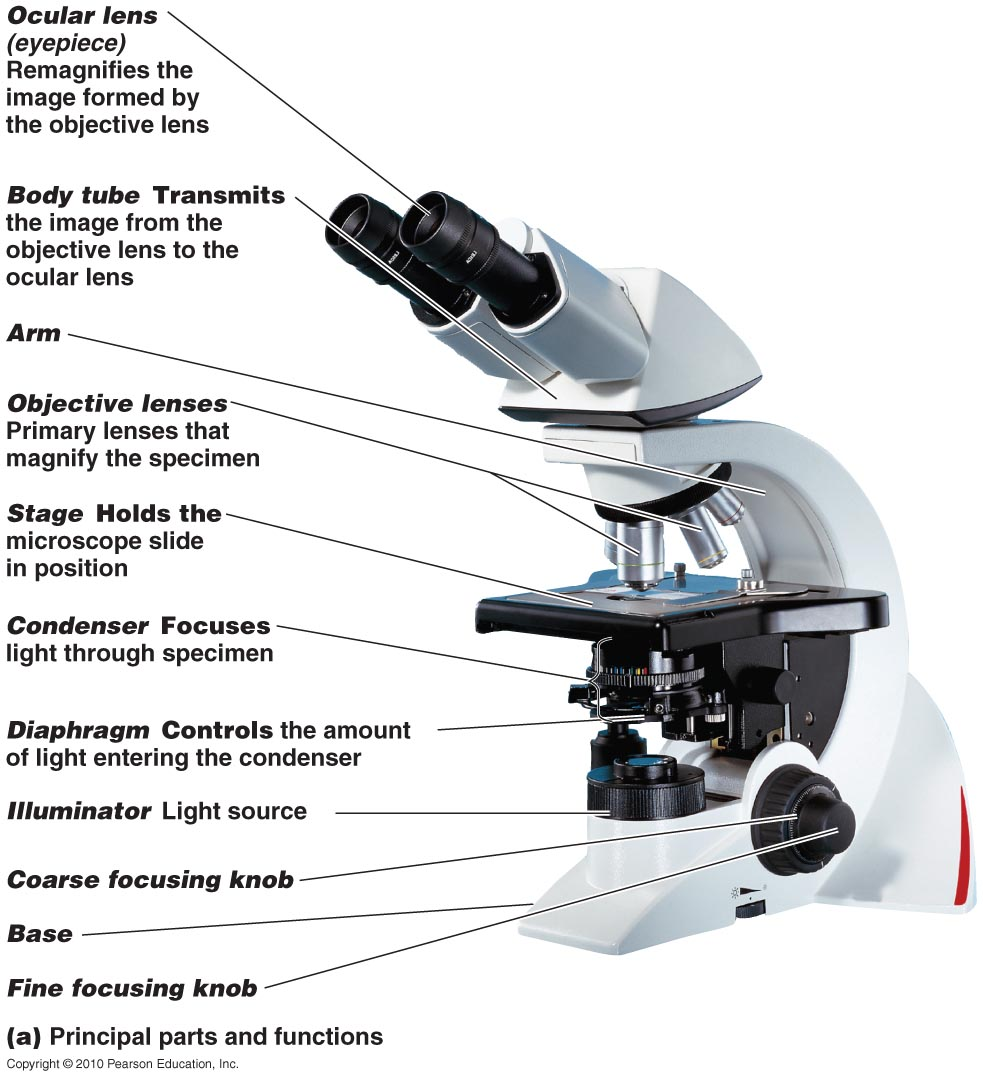 Ocular lens
(eyepiece)
Remagnifies the
image formed by
the objective lens
Body tube Transmits
the image from the
objective lens to the
ocular lens
Arm
Objective lenses
Primary lenses that
magnify the specimen
Stage Holds the
microscope slide
in position
Condenser Focuses
light through specimen
Diaphragm Controls the amount
of light entering the condenser
Illuminator Light source
Coarse focusing knob
Base
Fine focusing knob
(a) Principal parts and functions
Copyright © 2010 Pearson Education, Inc.